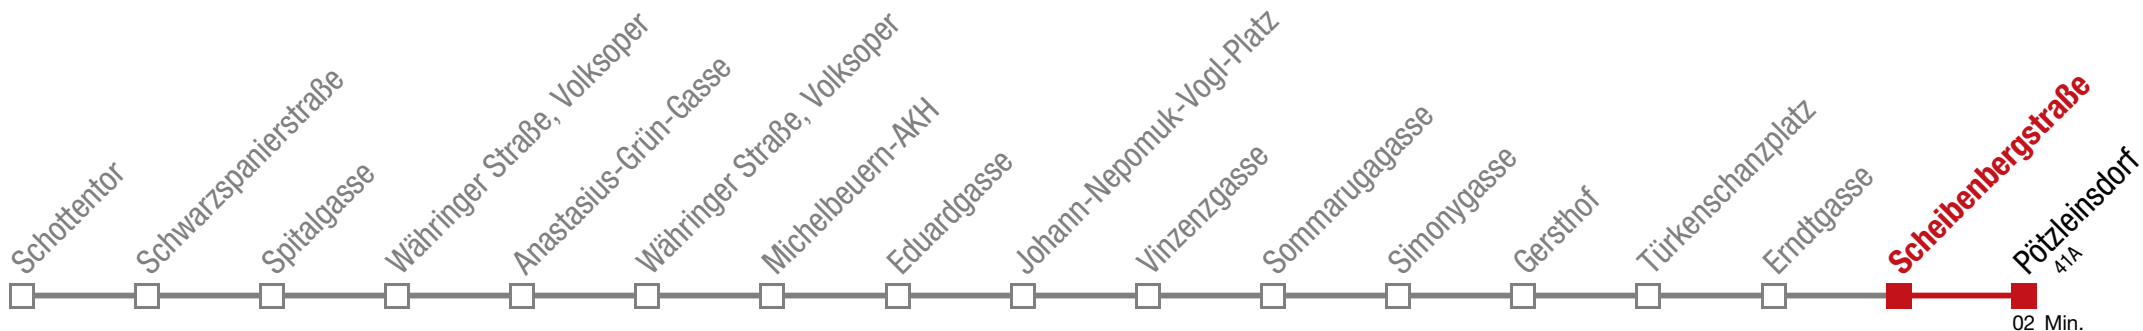 Schottentor
Schwarzspanierstraße
Spitalgasse
Währinger Straße, Volksoper
Anastasius-Grün-Gasse
Währinger Straße, Volksoper
Michelbeuern-AKH
Eduardgasse
Johann-Nepomuk-Vogl-Platz
Vinzenzgasse
Sommarugagasse
Simonygasse
Gersthof
Türkenschanzplatz
Erndtgasse
Scheibenbergstraße
Pötzleinsdorf
41A
02 Min.